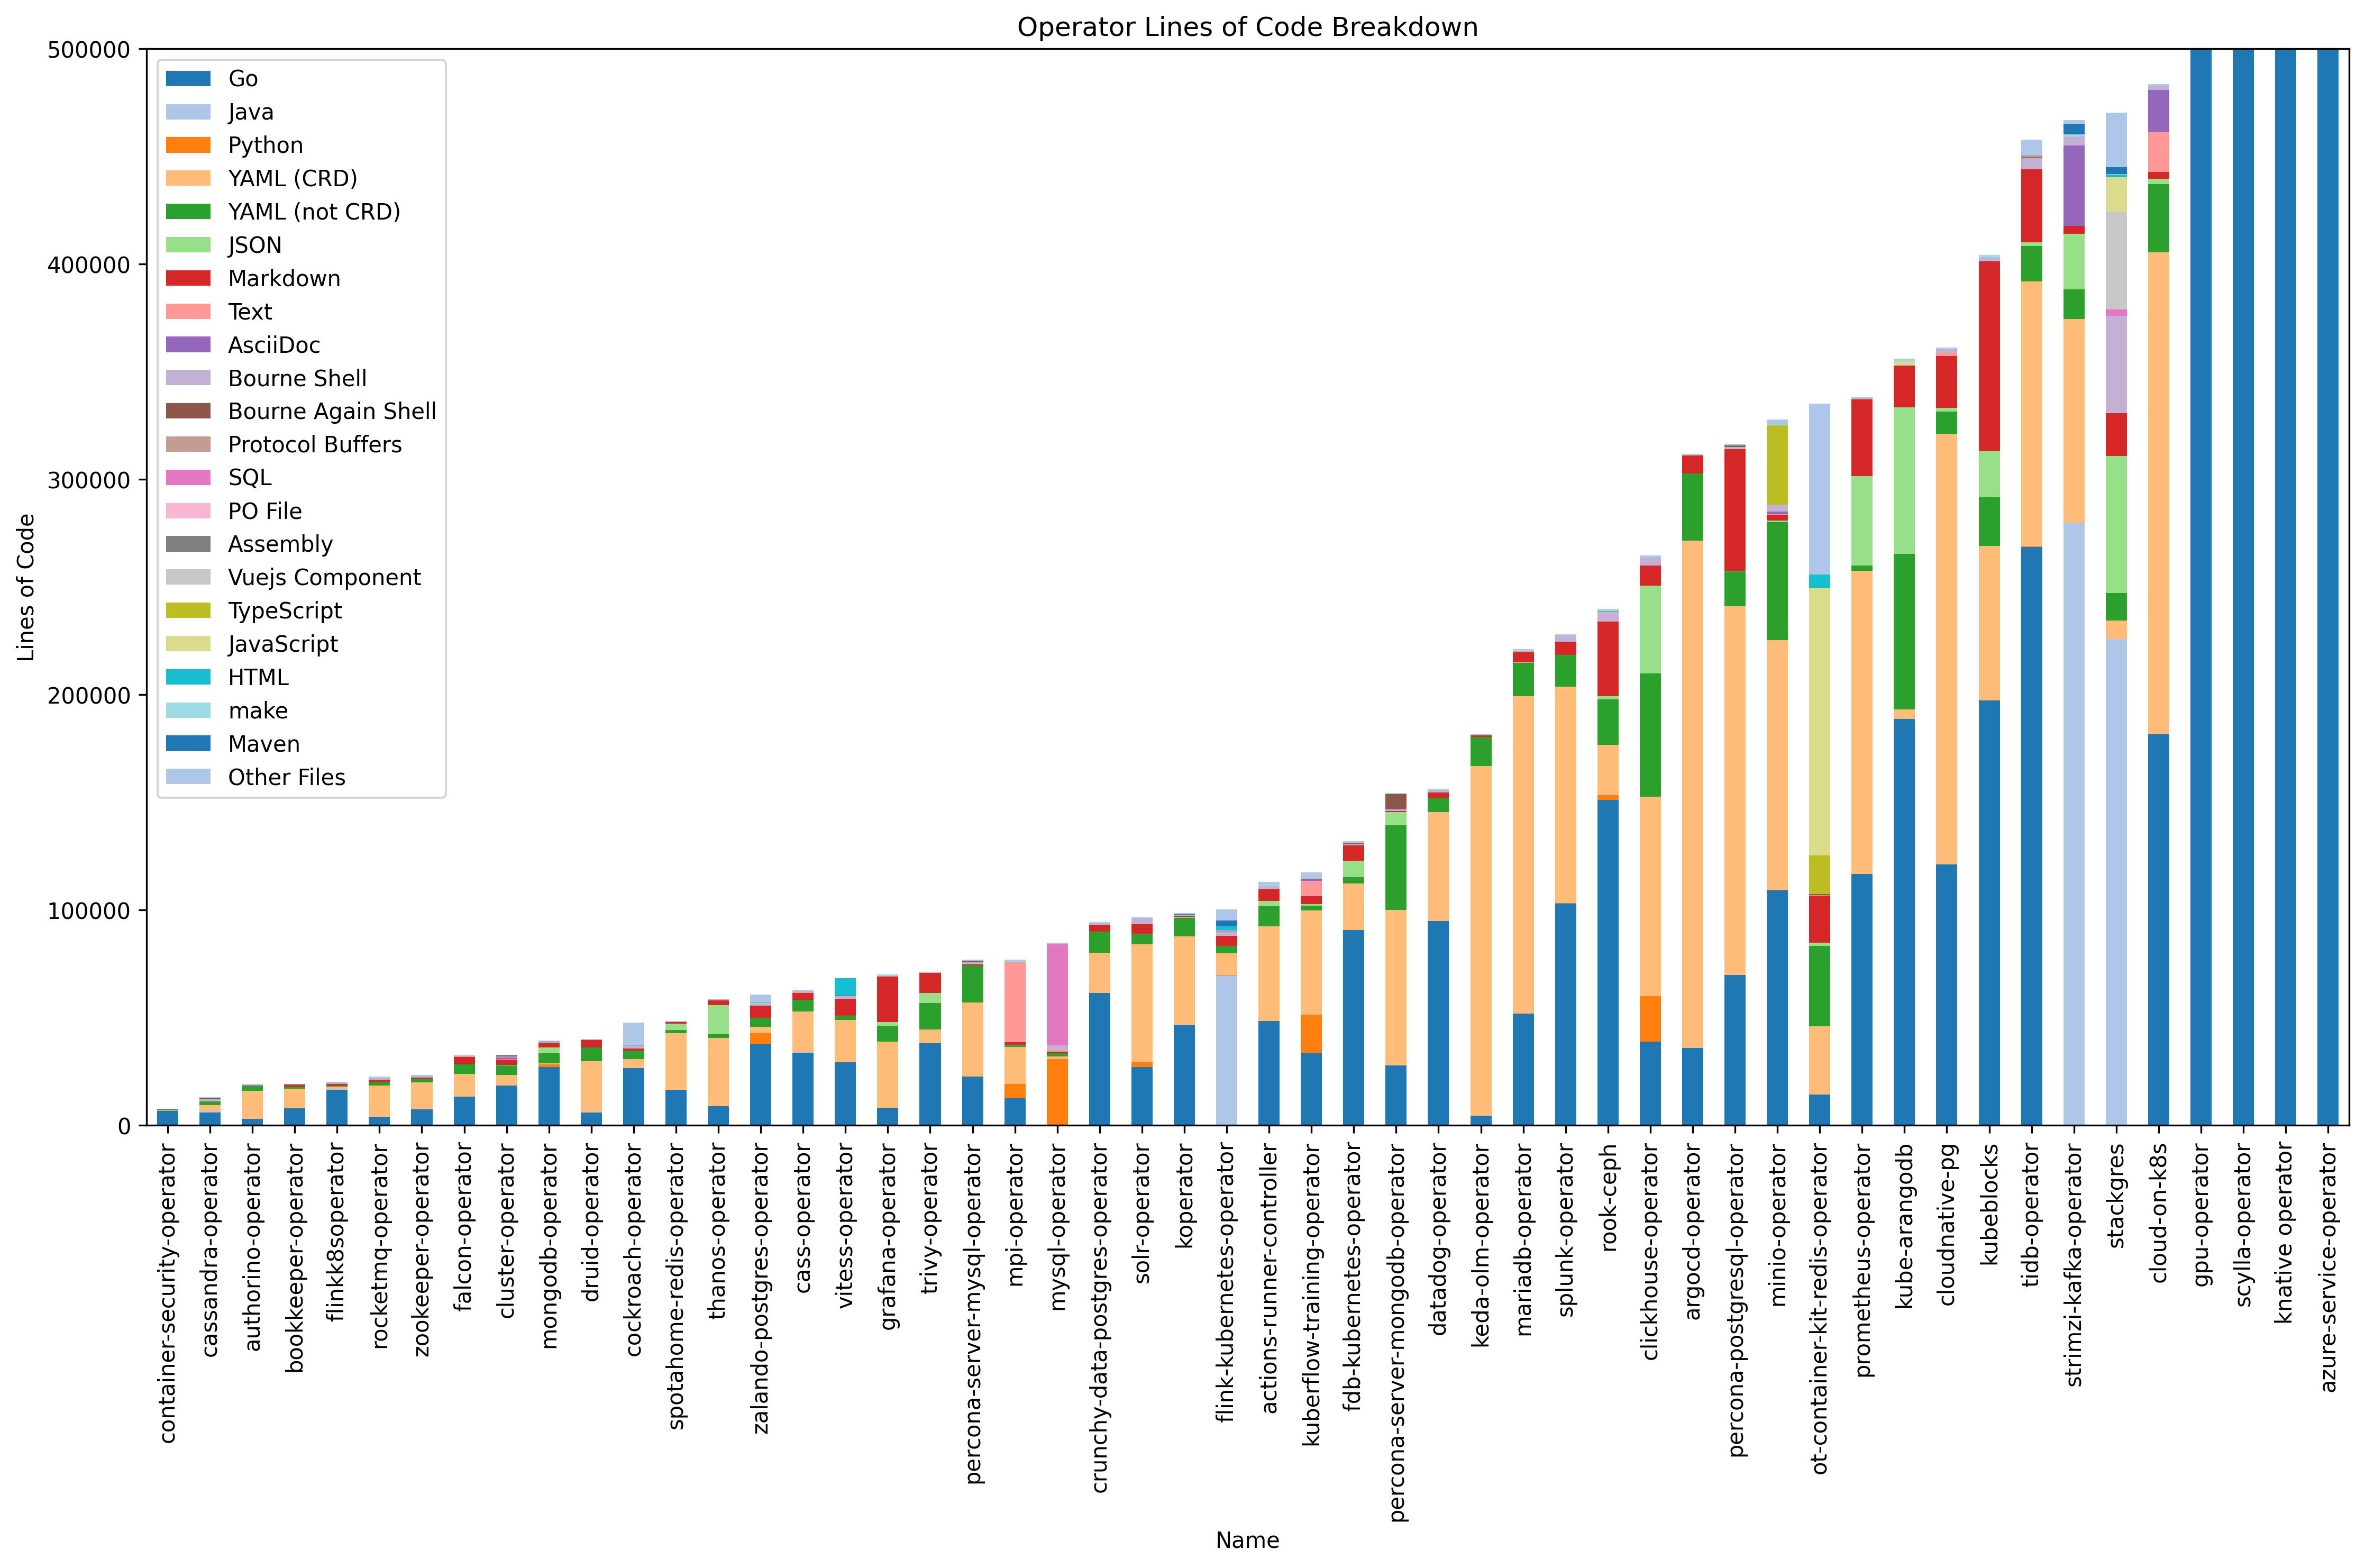 Operator Lines of Code Breakdown
500000
400000
300000
200000
100000
0
Lines of Code
Go
Java
Python
YAML (CRD)
YAML (not CRD)
JSON
Markdown
Text
AsciiDoc
Bourne Shell
Bourne Again Shell
Protocol Buffers
SQL
PO File
Assembly
Vuejs Component
TypeScript
JavaScript
HTML
make
Maven
Other Files
container-security-operator
cassandra-operator
authorino-operator
bookkeeper-operator
flinkk8soperator
rocketmq-operator
zookeeper-operator
falcon-operator
cluster-operator
mongodb-operator
druid-operator
cockroach-operator
spotahome-redis-operator
thanos-operator
zalando-postgres-operator
cass-operator
vitess-operator
grafana-operator
trivy-operator
percona-server-mysql-operator
mpi-operator
mysql-operator
crunchy-data-postgres-operator
solr-operator
koperator
flink-kubernetes-operator
actions-runner-controller
kuberflow-training-operator
fdb-kubernetes-operator
percona-server-mongodb-operator
datadog-operator
keda-olm-operator
mariadb-operator
splunk-operator
rook-ceph
clickhouse-operator
argocd-operator
percona-postgresql-operator
minio-operator
ot-container-kit-redis-operator
prometheus-operator
kube-arangodb
cloudnative-pg
kubeblocks
tidb-operator
strimzi-kafka-operator
stackgres
cloud-on-k8s
gpu-operator
scylla-operator
knative operator
azure-service-operator
Name